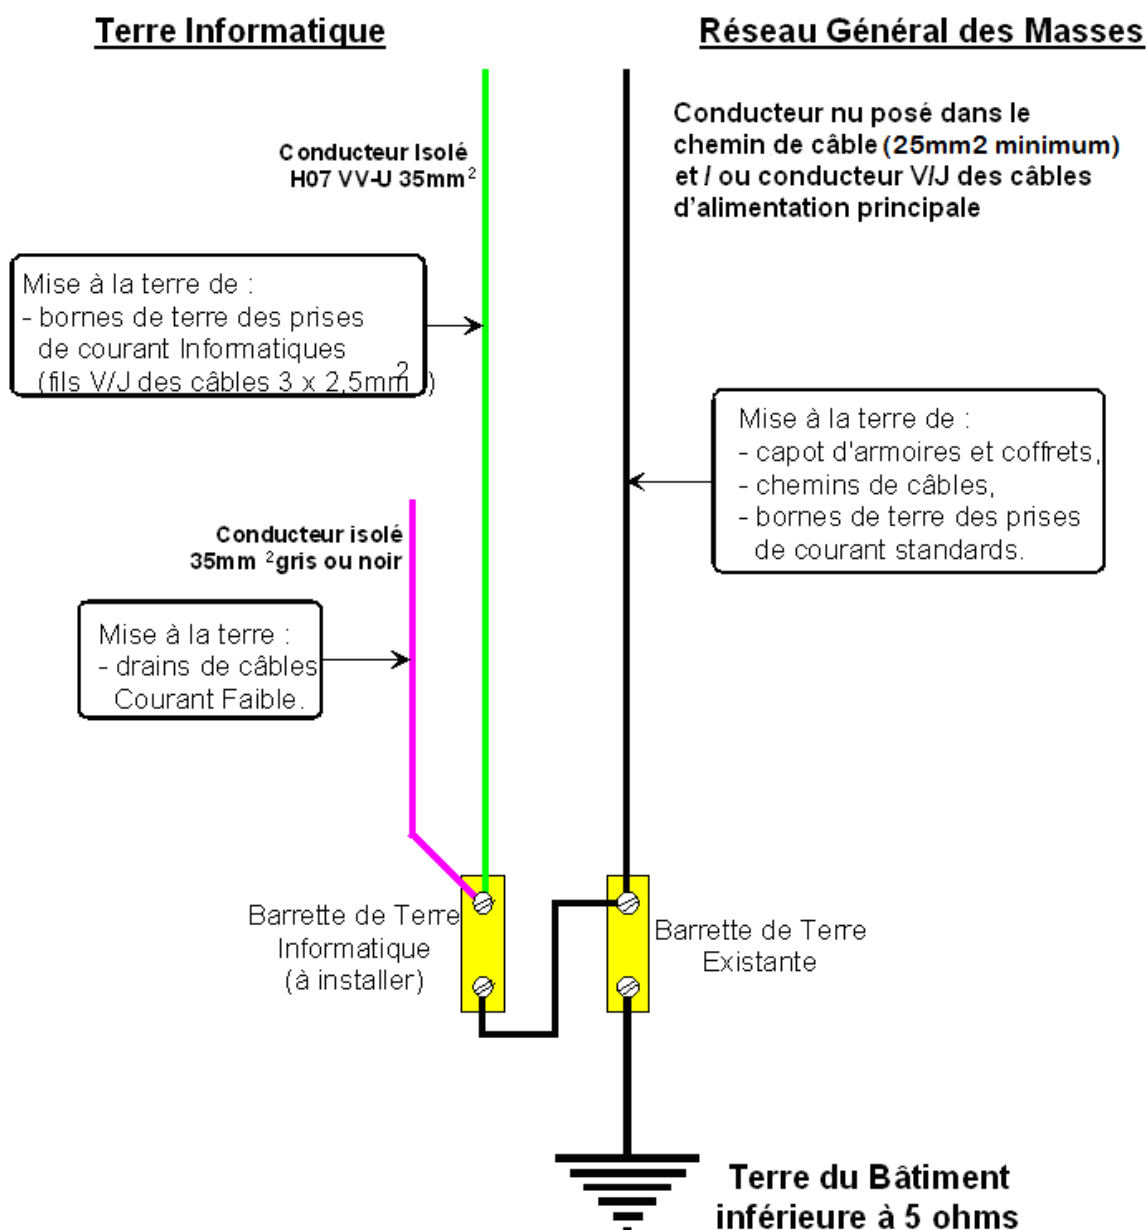 Terre Informatique
Réseau Général des Masses
Conducteur Isolé
H07 VV-U 35mm²
Conducteur nu posé dans le
chemin de câble (25mm2 minimum)
et / ou conducteur V/J des câbles
d'alimentation principale
Mise à la terre de :
- bornes de terre des prises
de courant Informatiques
(fils V/J des câbles 3 x 2,5mm²)
Mise à la terre de :
- capot d'armoires et coffrets,
- chemins de câbles,
- bornes de terre des prises
de courant standards.
Conducteur isolé
35mm ² gris ou noir
Mise à la terre :
- drains de câbles
Courant Faible.
Barrette de Terre
Informatique
(à installer)
Barrette de Terre
Existante
Terre du Bâtiment
inférieure à 5 ohms